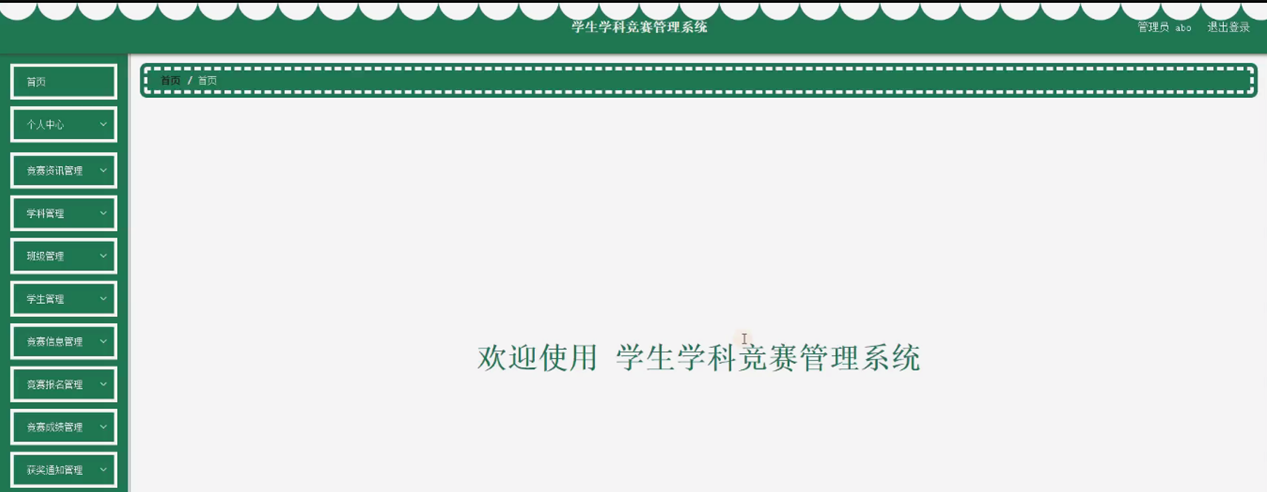 学生学科竞赛管理系统
管理员 abo 退出登录
首页
首页 / 首页
个人中心
竞赛资讯管理
学科管理
班级管理
学生管理
竞赛信息管理
欢迎使用 学生学科竞赛管理系统
竞赛报名管理
竞赛成绩管理
获奖通知管理